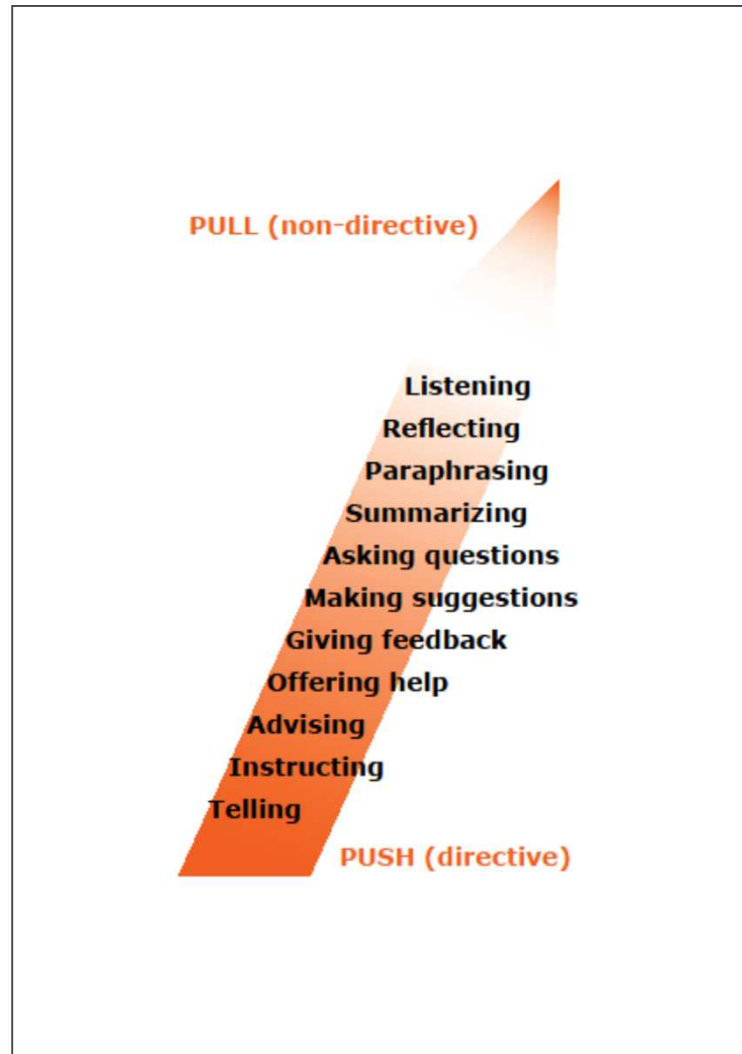 PULL (non-directive)
Listening
Reflecting
Paraphrasing
Summarizing
Asking questions
Making suggestions
Giving feedback
Offering help
Advising
Instructing
Telling
PUSH (directive)